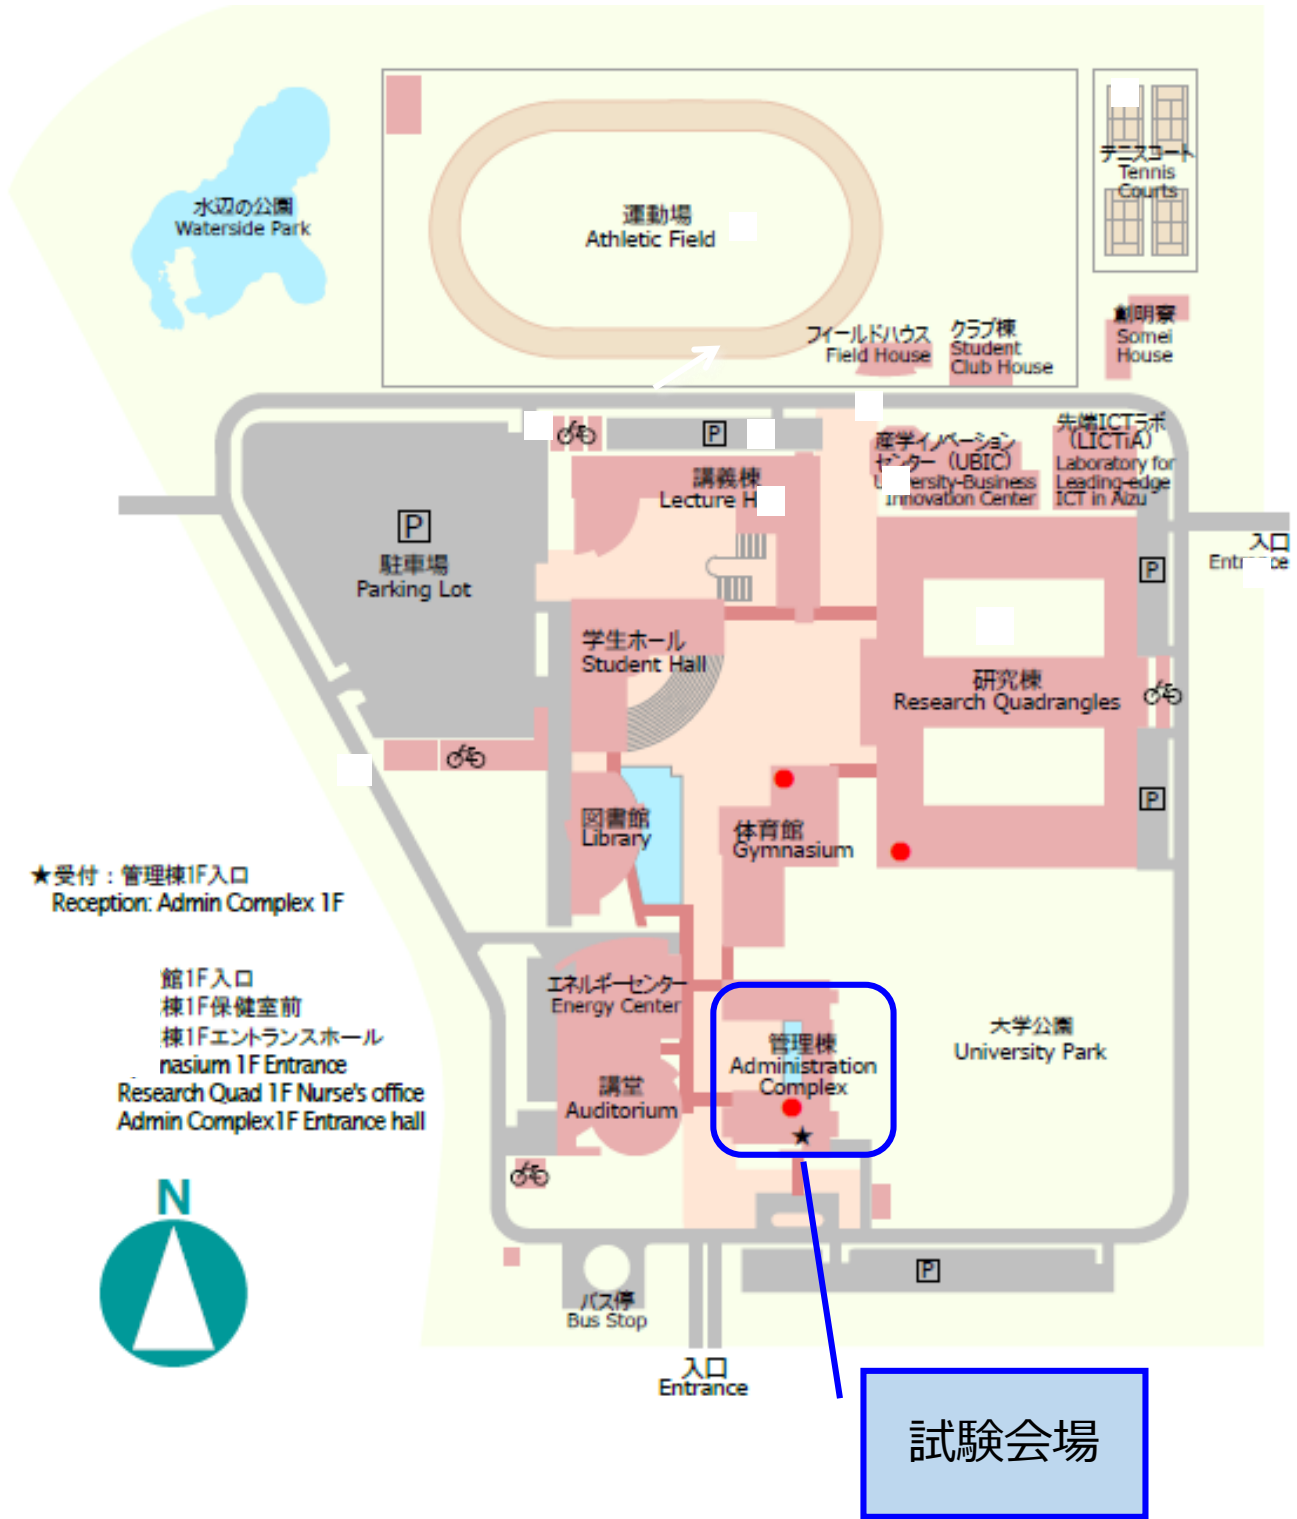 水辺の公園
Waterside Park
運動場
Athletic Field
テニスコート
Tennis
Courts
フィールドハウス
Field House
クラブ棟
Student
Club House
創明寮
Somei
House
P
講義棟
Lecture H
産学イノベーション
センター（UBIC）
University-Business
Innovation Center
先端ICTラボ
（LICTiA）
Laboratory for
Leading-edge
ICT in Aizu
P
駐車場
Parking Lot
入口
Entrance
P
学生ホール
Student Hall
研究棟
Research Quadrangles
P
図書館
Library
体育館
Gymnasium
★受付：管理棟1F入口
Reception: Admin Complex 1F
館1F入口
棟1F保健室前
棟1Fエントランスホール
nasium 1F Entrance
Research Quad 1F Nurse's office
Admin Complex1F Entrance hall
エネルギーセンター
Energy Center
管理棟
Administration
Complex
★
大学公園
University Park
講堂
Auditorium
N
P
バス停
Bus Stop
入口
Entrance
試験会場